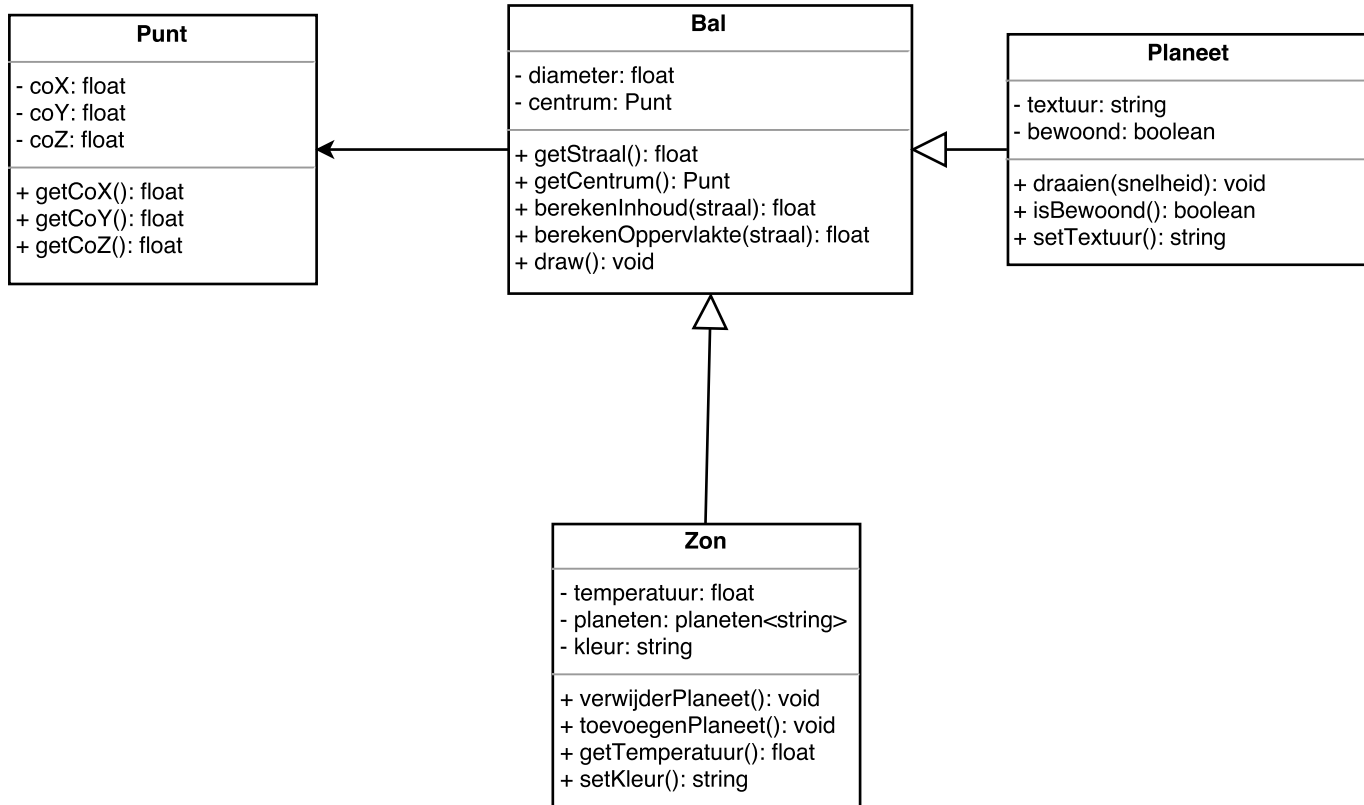 Punt
- coX: float
- coY: float
- coZ: float
+ getCoX(): float
+ getCoY(): float
+ getCoZ(): float
Bal
- diameter: float
- centrum: Punt
+ getStraal(): float
+ getCentrum(): Punt
+ berekenInhoud(straal): float
+ berekenOppervlakte(straal): float
+ draw(): void
Planeet
- textuur: string
- bewoond: boolean
+ draaien(snelheid): void
+ isBewoond(): boolean
+ setTextuur(): string
Zon
- temperatuur: float
- planeten: planeten<string>
- kleur: string
+ verwijderPlaneet(): void
+ toevoegenPlaneet(): void
+ getTemperatuur(): float
+ setKleur(): string